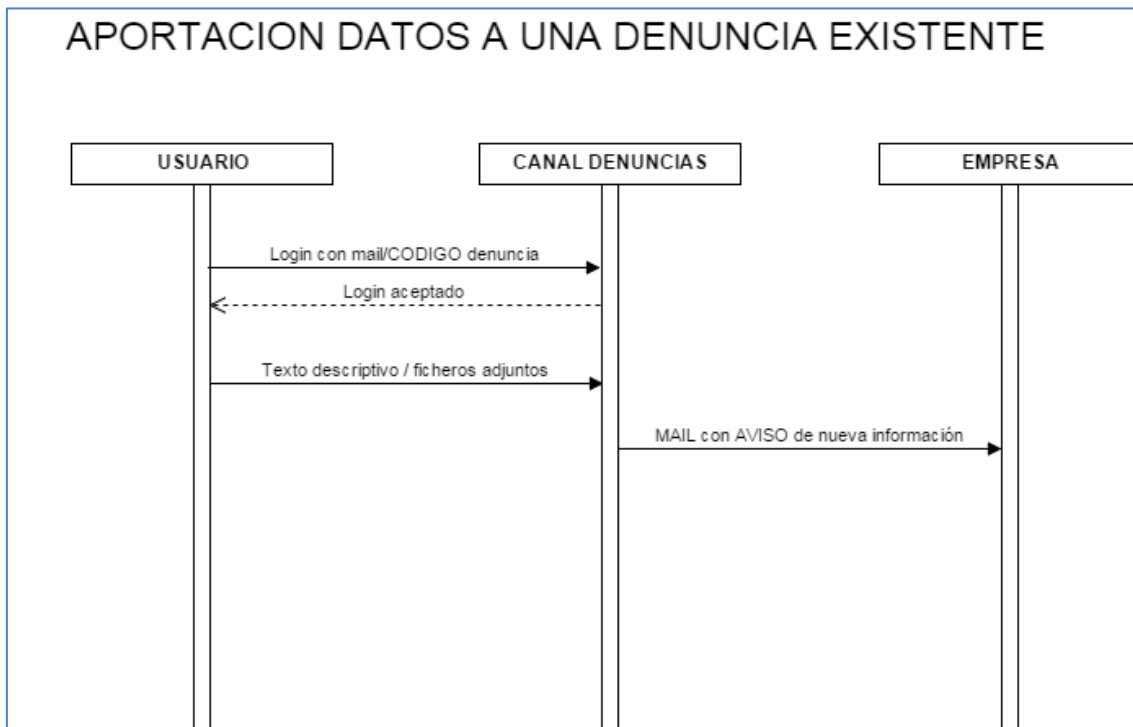 APORTACION DATOS A UNA DENUNCIA EXISTENTE
USUARIO
CANAL DENUNCIAS
EMPRESA
Login con mail/CODIGO denuncia
Login aceptado
Texto descriptivo / ficheros adjuntos
MAIL con AVISO de nueva información